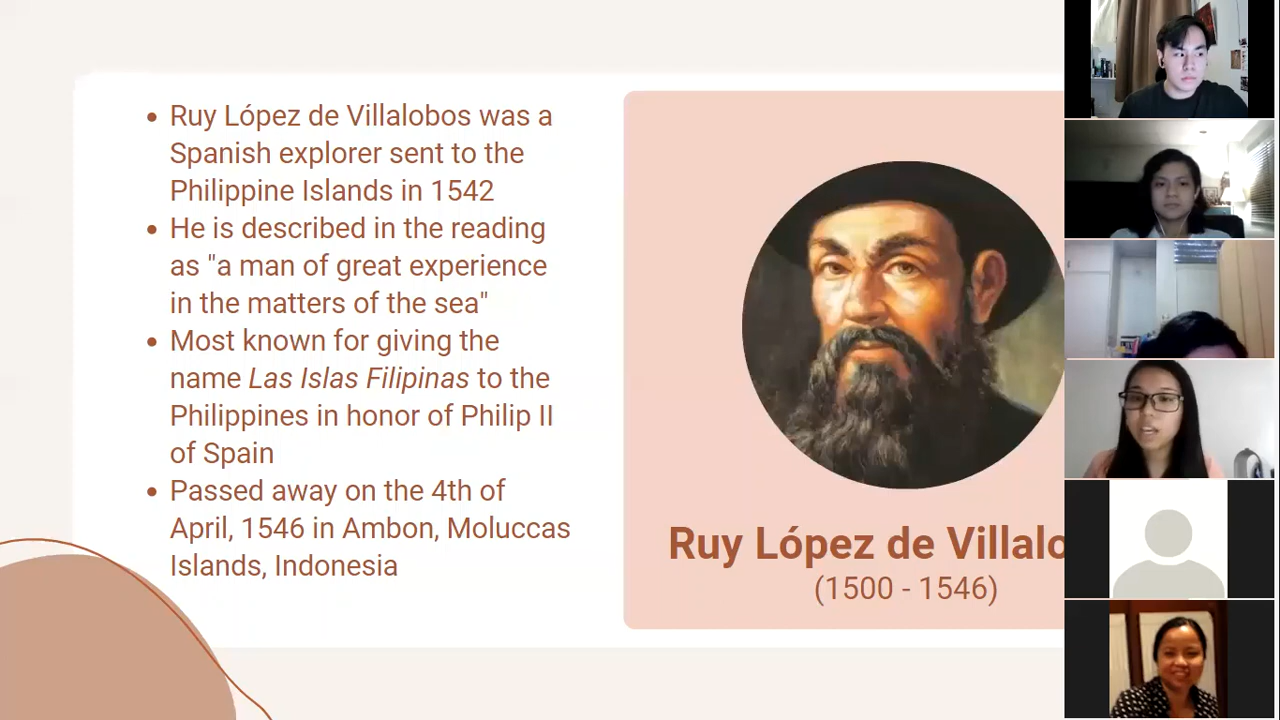 Ruy López de Villalobos was a
Spanish explorer sent to the
Philippine Islands in 1542
He is described in the reading
as "a man of great experience
in the matters of the sea"
Most known for giving the
name Las Islas Filipinas to the
Philippines in honor of Philip II
of Spain
Passed away on the 4th of
April, 1546 in Ambon, Moluccas
Islands, Indonesia
Ruy López de Villalo
(1500 - 1546)